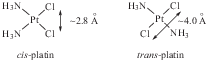 H₃N Cl H₃N Cl
Pt ~2.8 Å Pt ~4.0 Å
H₃N Cl Cl NH₃
cis-platin trans-platin